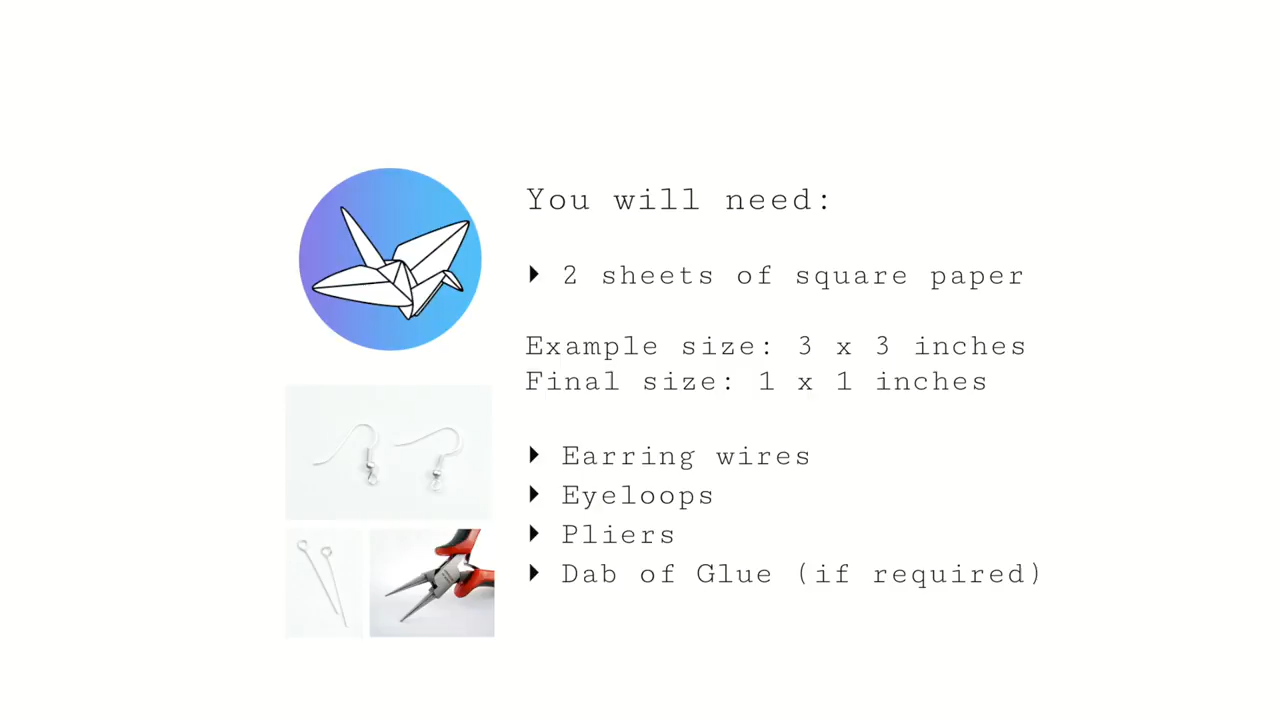 You will need:
2 sheets of square paper
Example size: 3 x 3 inches
Final size: 1 x 1 inches
Earring wires
Eyeloops
Pliers
Dab of Glue (if required)